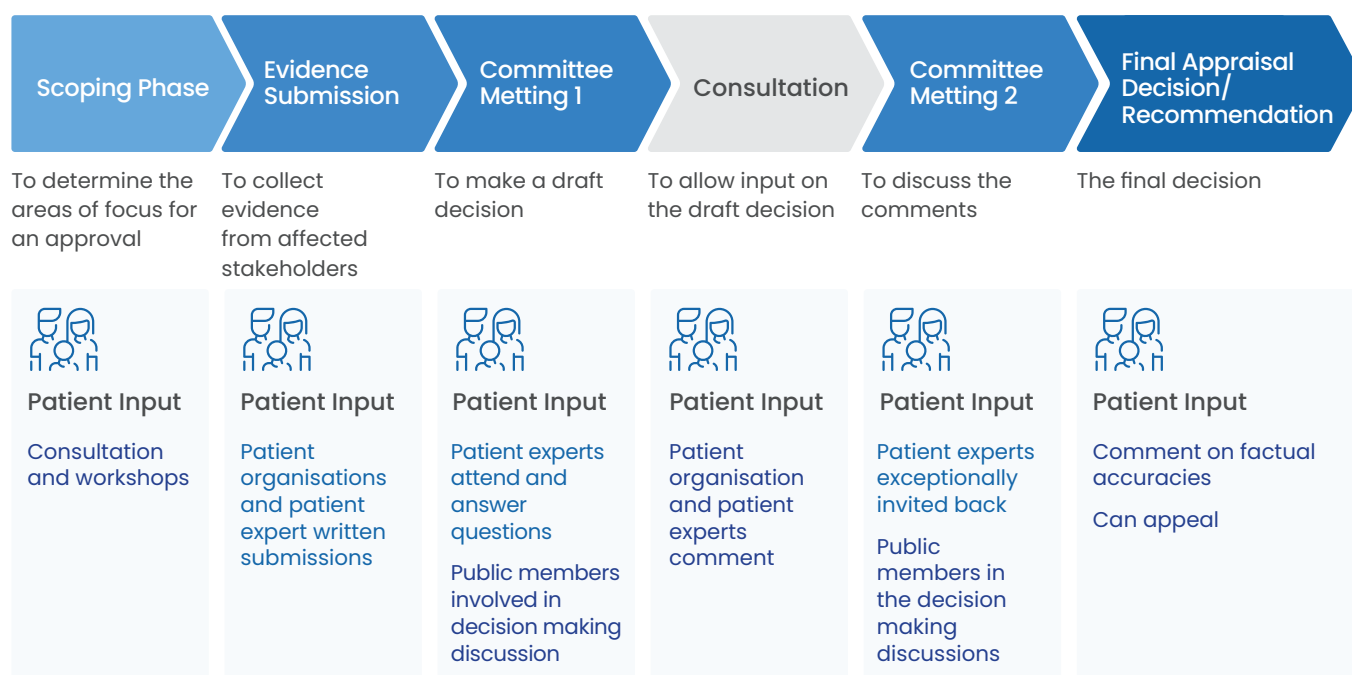 Scoping Phase
Evidence
Submission
Committee
Metting 1
Consultation
Committee
Metting 2
Final Appraisal
Decision/
Recommendation
To determine the
areas of focus for
an approval
To collect
evidence
from affected
stakeholders
To make a draft
decision
To allow input on
the draft decision
To discuss the
comments
The final decision
Patient Input
Consultation
and workshops
Patient Input
Patient
organisations
and patient
expert written
submissions
Patient Input
Patient experts
attend and
answer
questions
Public members
involved in
decision making
discussion
Patient Input
Patient
organisation
and patient
experts
comment
Patient Input
Patient experts
exceptionally
invited back
Public
members in
the decision
making
discussions
Patient Input
Comment on factual
accuracies
Can appeal